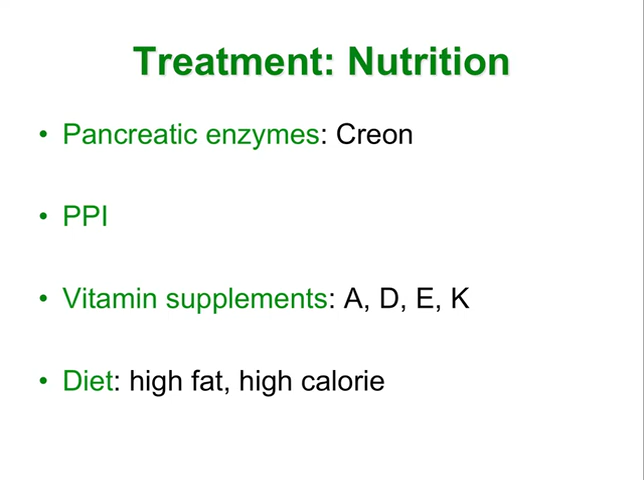 Treatment: Nutrition
• Pancreatic enzymes: Creon
• PPI
• Vitamin supplements: A, D, E, K
• Diet: high fat, high calorie